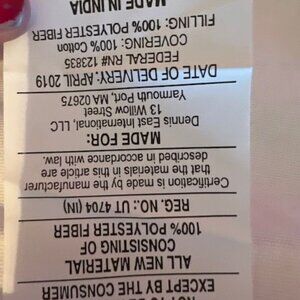 EXCEPT BY THE CONSUMER
ALL NEW MATERIAL
CONSISTING OF
100% POLYESTER FIBER
REG. NO.: UT 4704 (IN)
Certification is made by the manufacturer
that the materials in this article are
described in accordance with law.
MADE FOR:
Dennis East International, LLC
13 Willow Street
Yarmouth Port, MA 02675
DATE OF DELIVERY: APRIL 2019
FEDERAL RN# 123835
COVERING: 100% Cotton
FILLING: 100% POLYESTER FIBER
MADE IN INDIA